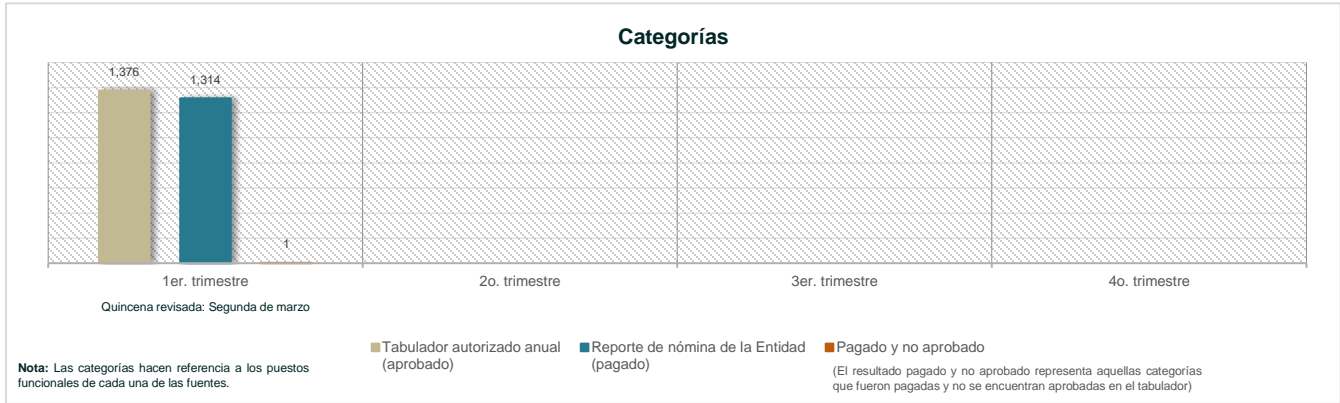 Categorías
1,376
1,314
1
1er. trimestre
2o. trimestre
3er. trimestre
4o. trimestre
Quincena revisada: Segunda de marzo
Tabulador autorizado anual
(aprobado)
Reporte de nómina de la Entidad
(pagado)
Pagado y no aprobado
(El resultado pagado y no aprobado representa aquellas categorías
que fueron pagadas y no se encuentran aprobadas en el tabulador)
Nota: Las categorías hacen referencia a los puestos
funcionales de cada una de las fuentes.